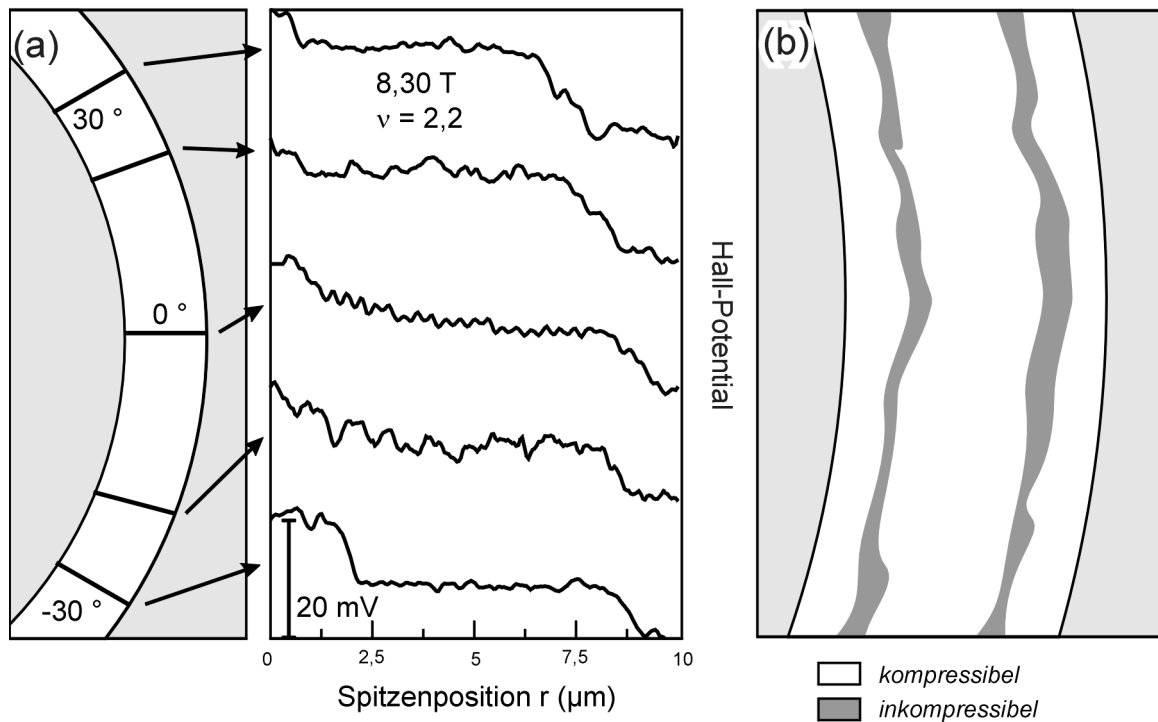 (a)
30 °
0 °
-30 °
8,30 T
ν = 2,2
20 mV
0 2,5 5 7,5 10
Spitzenposition r (µm)
Hall-Potential
(b)
kompressibel
inkompressibel